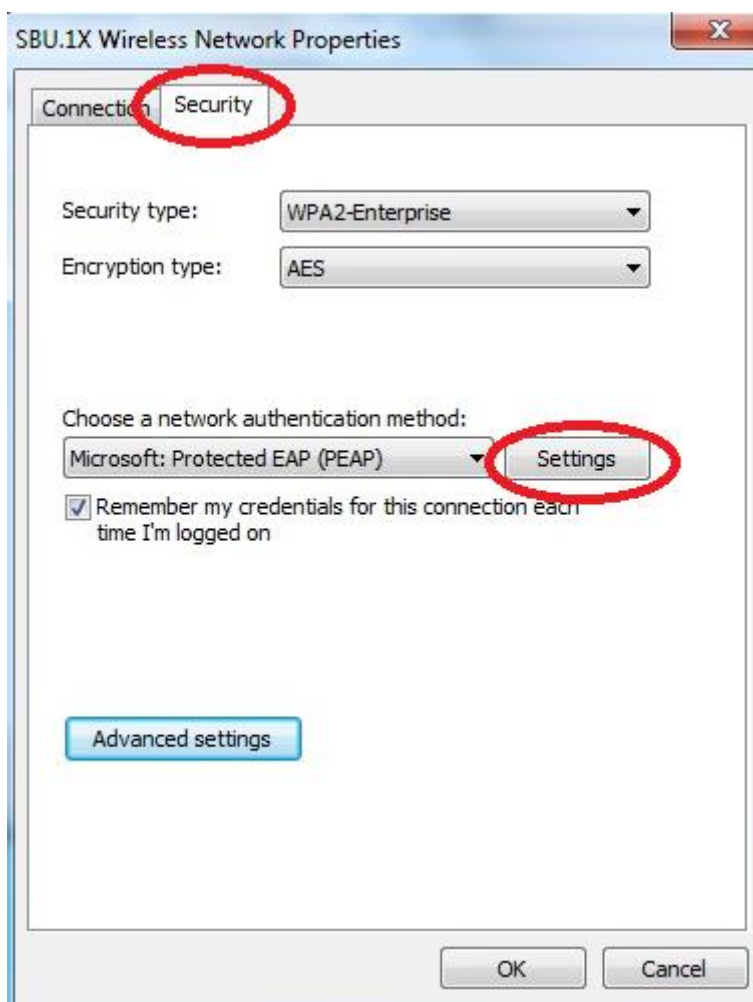 SBU.1X Wireless Network Properties
Connection Security
Security type: WPA2-Enterprise
Encryption type: AES
Choose a network authentication method:
Microsoft: Protected EAP (PEAP) Settings
Remember my credentials for this connection each
time I'm logged on
Advanced settings
OK Cancel